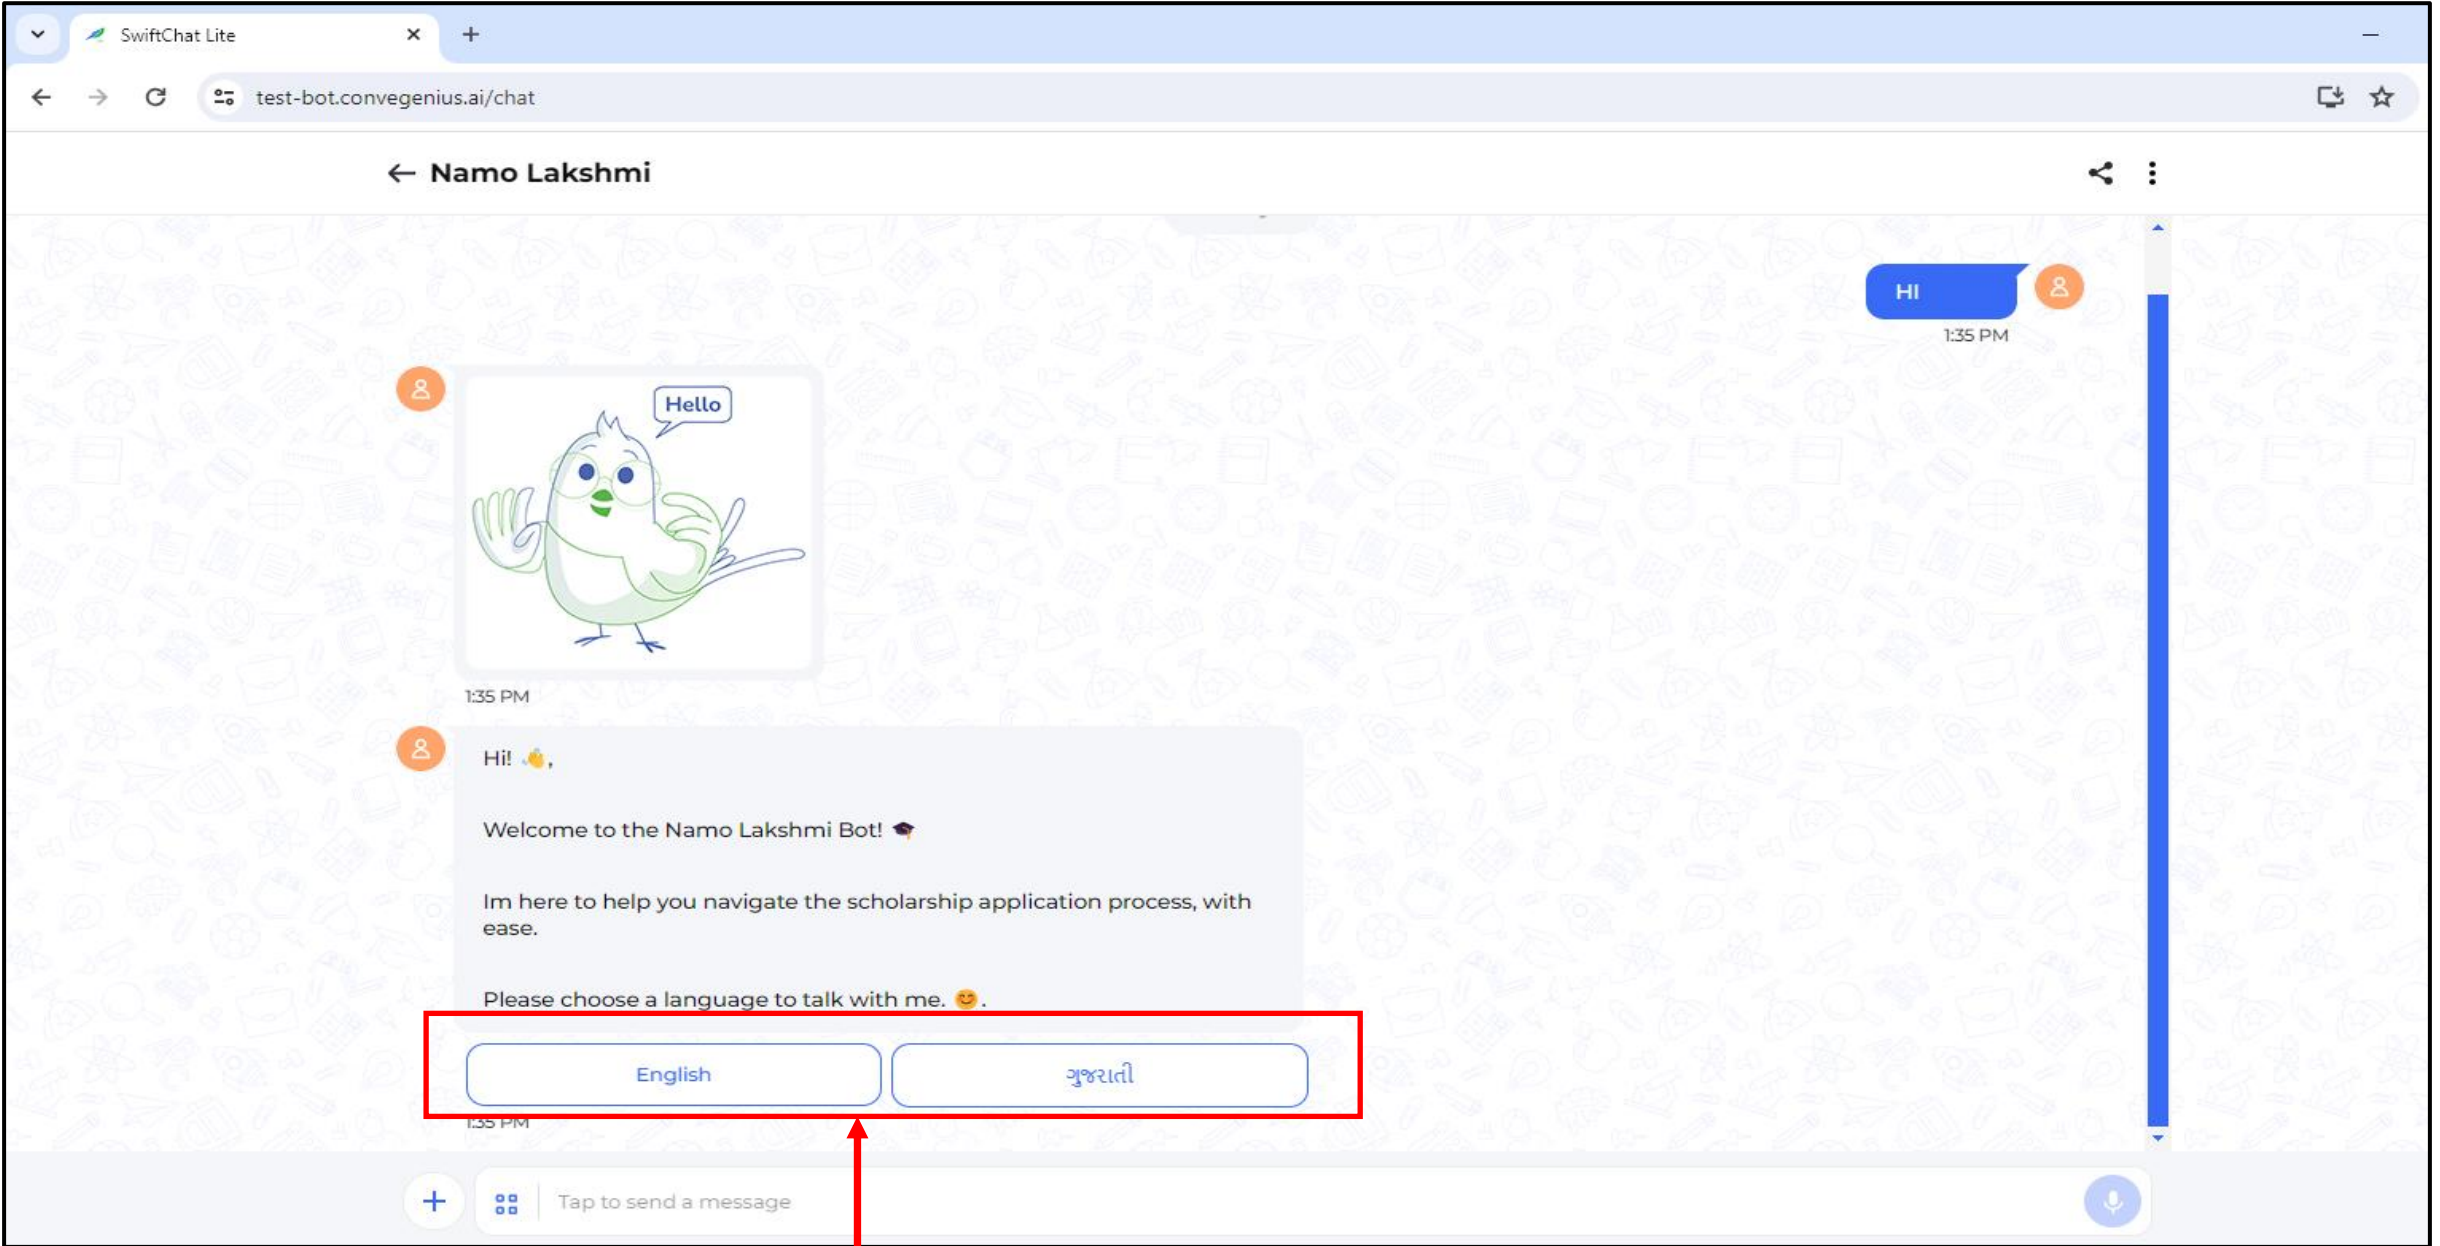 SwiftChat Lite
test-bot.convegenius.ai/chat
Namo Lakshmi
HI
1:35 PM
Hello
1:35 PM
Hi! 👋,
Welcome to the Namo Lakshmi Bot! 🎓
Im here to help you navigate the scholarship application process, with
ease.
Please choose a language to talk with me. 😊.
English
ગુજરાતી
1:35 PM
Tap to send a message